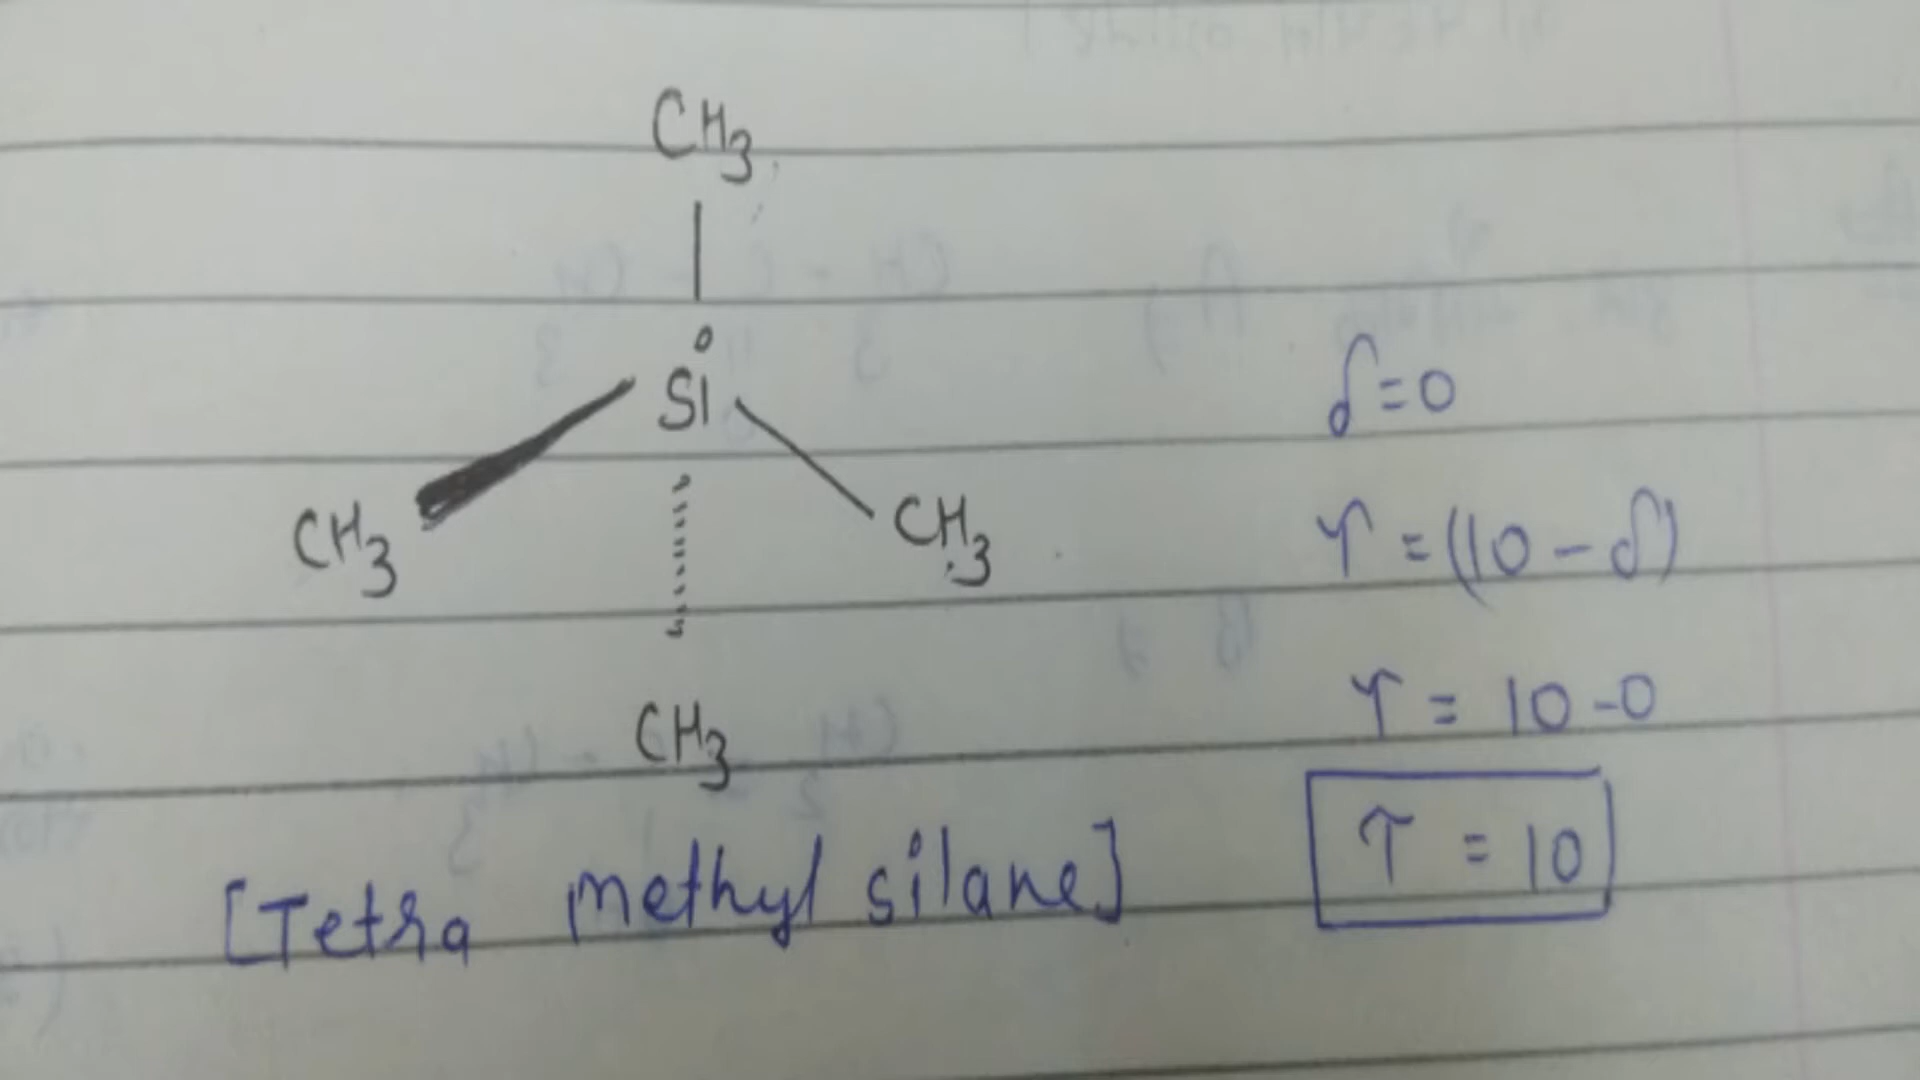 CH3
Si
CH3
CH3
CH3
[Tetra methyl silane]
δ=0
τ = (10 - δ)
τ = 10 - 0
τ = 10